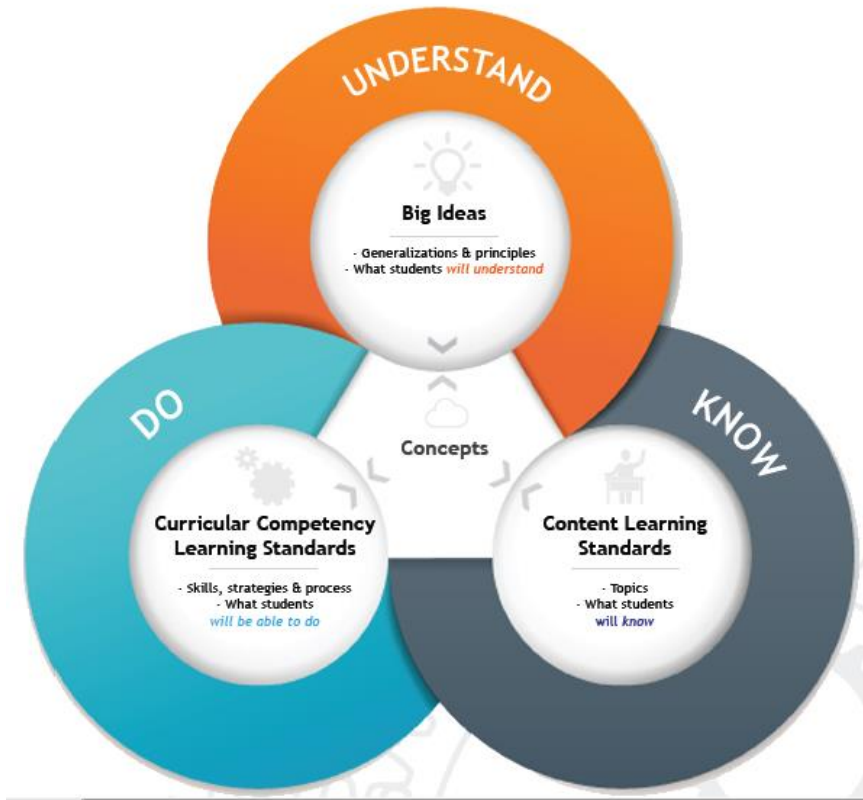 UNDERSTAND
Big Ideas
- Generalizations & principles
- What students will understand
Concepts
DO
Curricular Competency
Learning Standards
- Skills, strategies & process
- What students
will be able to do
KNOW
Content Learning
Standards
- Topics
- What students
will know